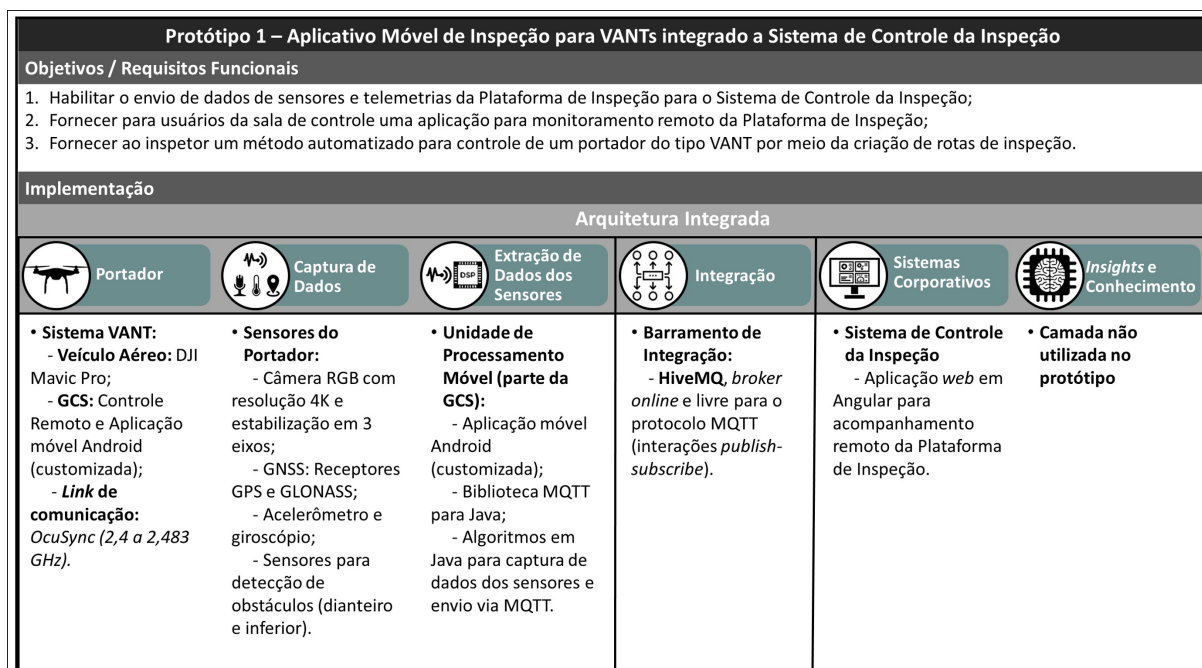 Protótipo 1 – Aplicativo Móvel de Inspeção para VANTs integrado a Sistema de Controle da Inspeção
Objetivos / Requisitos Funcionais
1. Habilitar o envio de dados de sensores e telemetrias da Plataforma de Inspeção para o Sistema de Controle da Inspeção;
2. Fornecer para usuários da sala de controle uma aplicação para monitoramento remoto da Plataforma de Inspeção;
3. Fornecer ao inspetor um método automatizado para controle de um portador do tipo VANT por meio da criação de rotas de inspeção.
Implementação
Arquitetura Integrada
Portador
Captura de
Dados
DSP
Extração de
Dados dos
Sensores
Integração
Sistemas
Corporativos
Insights e
Conhecimento
• Sistema VANT:
- Veículo Aéreo: DJI
Mavic Pro;
- GCS: Controle
Remoto e Aplicação
móvel Android
(customizada);
- Link de
comunicação:
OcuSync (2,4 a 2,483
GHz).
• Sensores do
Portador:
- Câmera RGB com
resolução 4K e
estabilização em 3
eixos;
- GNSS: Receptores
GPS e GLONASS;
- Acelerômetro e
giroscópio;
- Sensores para
detecção de
obstáculos (dianteiro
e inferior).
• Unidade de
Processamento
Móvel (parte da
GCS):
- Aplicação móvel
Android
(customizada);
- Biblioteca MQTT
para Java;
- Algoritmos em
Java para captura de
dados dos sensores e
envio via MQTT.
• Barramento de
Integração:
- HiveMQ, broker
online e livre para o
protocolo MQTT
(interações publish-
subscribe).
• Sistema de Controle
da Inspeção
- Aplicação web em
Angular para
acompanhamento
remoto da Plataforma
de Inspeção.
• Camada não
utilizada no
protótipo